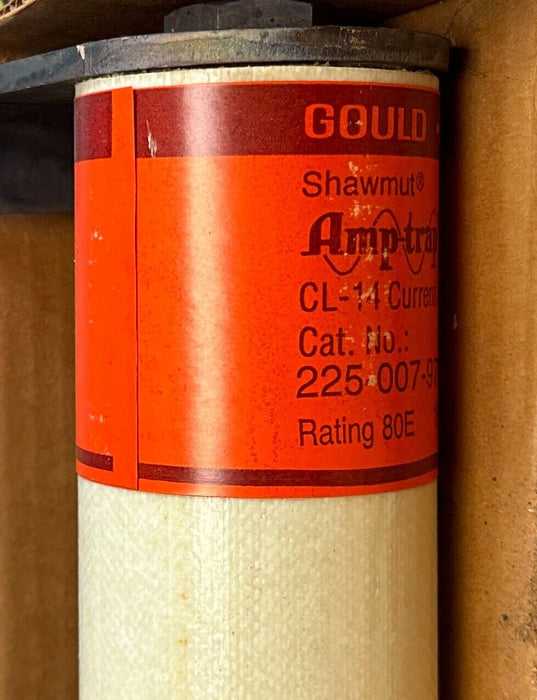 GOULD
Shawmut®
Amp-trap
CL-14 Current
Cat. No.:
225-007-97
Rating 80E